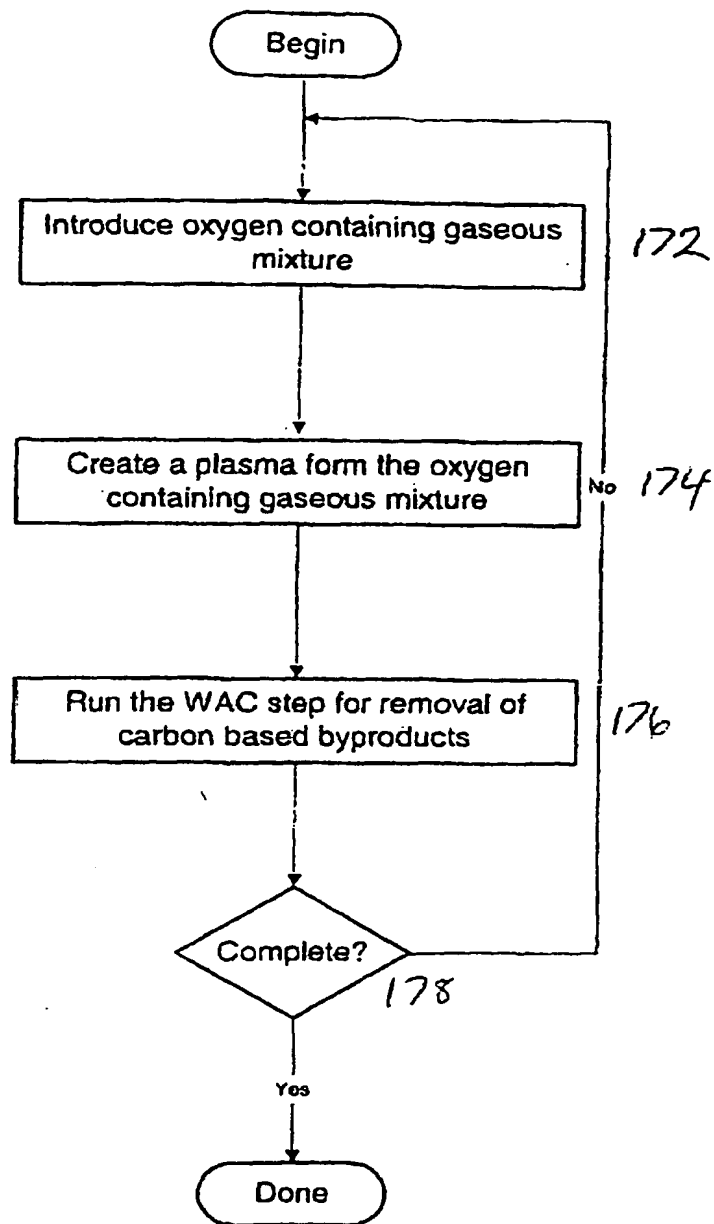 Begin
Introduce oxygen containing gaseous
mixture
172
Create a plasma form the oxygen
containing gaseous mixture
No
174
Run the WAC step for removal of
carbon based byproducts
176
Complete?
178
Yes
Done